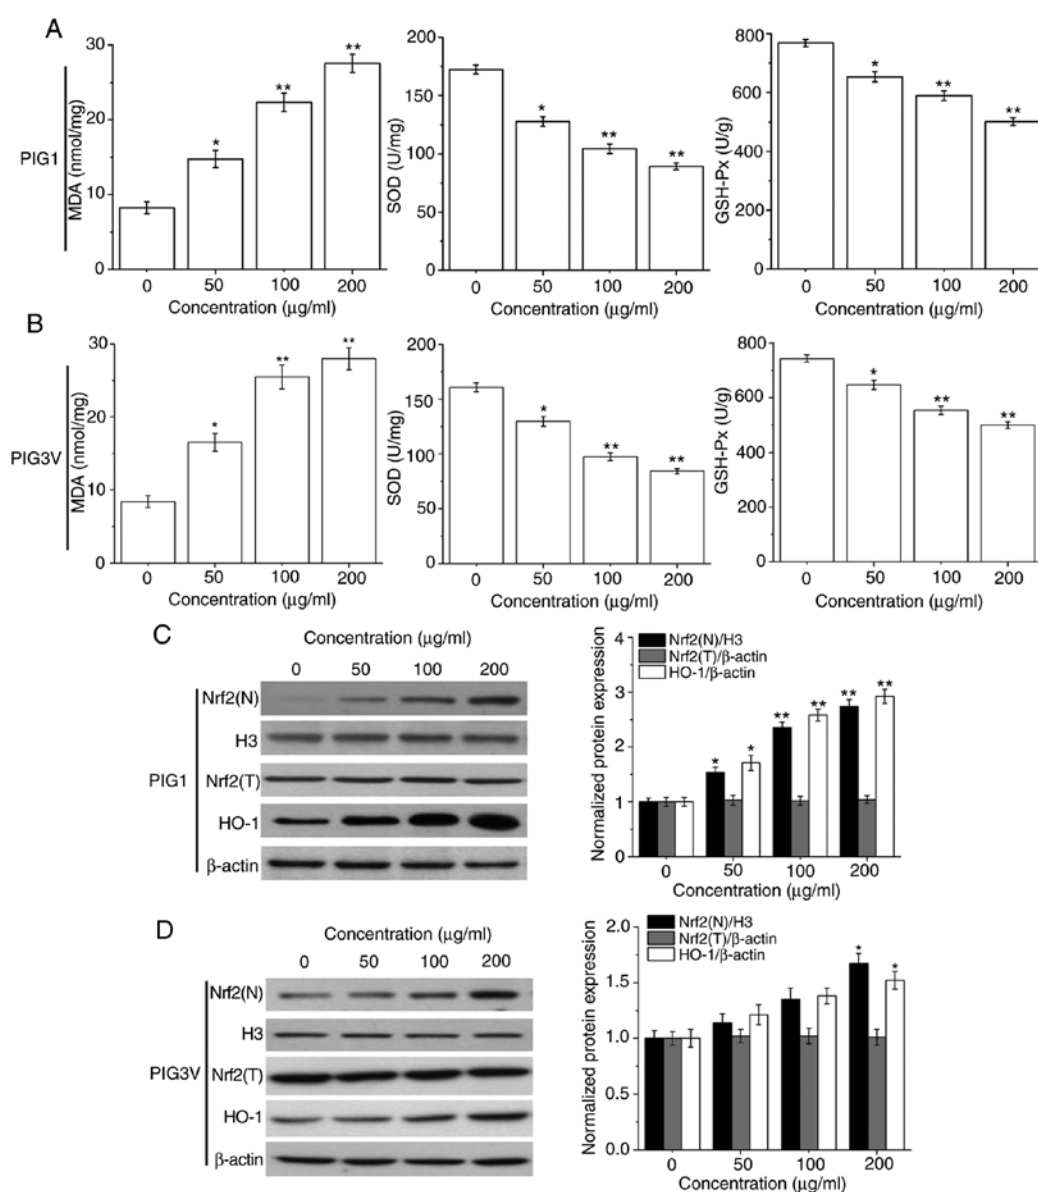 A
PIG1
MDA (nmol/mg)
30
20
10
0
*
**
**
0 50 100 200
Concentration (μg/ml)
SOD (U/mg)
200
150
100
50
0
*
**
**
0 50 100 200
Concentration (μg/ml)
GSH-Px (U/g)
800
600
400
200
0
*
**
**
0 50 100 200
Concentration (μg/ml)
B
PIG3V
MDA (nmol/mg)
30
20
10
0
*
**
**
0 50 100 200
Concentration (μg/ml)
SOD (U/mg)
200
150
100
50
0
*
**
**
0 50 100 200
Concentration (μg/ml)
GSH-Px (U/g)
800
600
400
200
0
*
**
**
0 50 100 200
Concentration (μg/ml)
C
Concentration (μg/ml)
0 50 100 200
PIG1
Nrf2(N)
H3
Nrf2(T)
HO-1
β-actin
Normalized protein expression
4
3
2
1
0
Nrf2(N)/H3
Nrf2(T)/β-actin
HO-1/β-actin
* *
** **
** **
0 50 100 200
Concentration (μg/ml)
D
Concentration (μg/ml)
0 50 100 200
PIG3V
Nrf2(N)
H3
Nrf2(T)
HO-1
β-actin
Normalized protein expression
2.0
1.5
1.0
0.5
0.0
Nrf2(N)/H3
Nrf2(T)/β-actin
HO-1/β-actin
* *
0 50 100 200
Concentration (μg/ml)